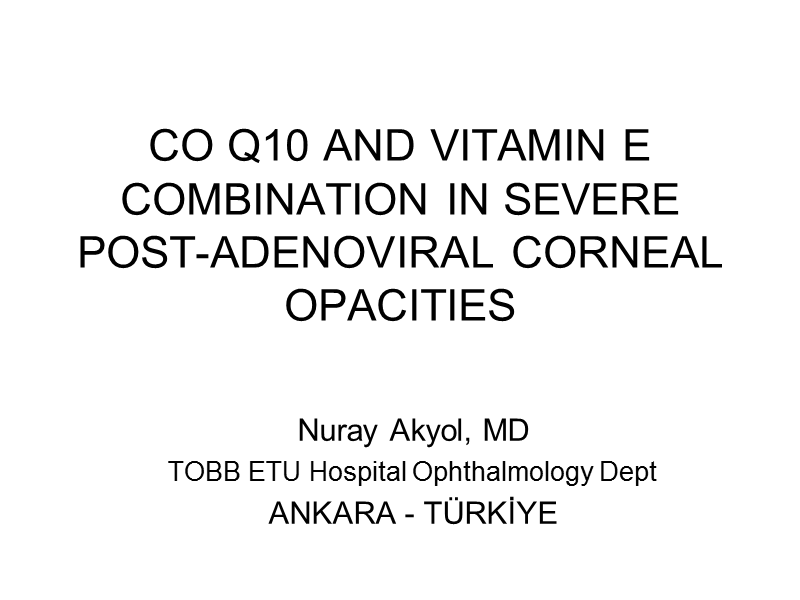 CO Q10 AND VITAMIN E
COMBINATION IN SEVERE
POST-ADENOVIRAL CORNEAL
OPACITIES
Nuray Akyol, MD
TOBB ETU Hospital Ophthalmology Dept
ANKARA - TÜRKİYE